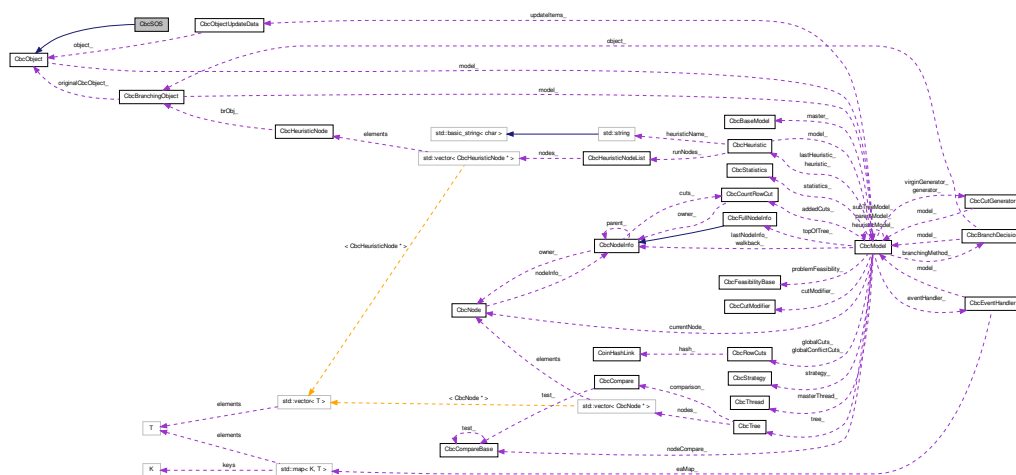 CbcSOS
CbcObjectUpdateData
updateItems_
object_
object_
CbcObject
model_
originalCbcObject_
CbcBranchingObject
model_
brObj_
CbcHeuristicNode
elements
std::basic_string< char >
std::string
heuristicName_
CbcBaseModel
master_
CbcHeuristic
model_
std::vector< CbcHeuristicNode * >
nodes_
CbcHeuristicNodeList
runNodes_
lastHeuristic_
heuristic_
CbcStatistics
statistics_
virginGenerator_
generator_
CbcCutGenerator
cuts_
CbcCountRowCut
addedCuts_
subTreeModel_
parentModel_
heuristicModel_
model_
owner_
CbcFullNodeInfo
topOfTree_
parent_
CbcNodeInfo
lastNodeInfo_
walkback_
CbcModel
model_
CbcBranchDecision
branchingMethod_
< CbcHeuristicNode * >
owner_
nodeInfo_
model_
problemFeasibility_
CbcFeasibilityBase
cutModifier_
CbcCutModifier
eventHandler_
CbcEventHandler
CbcNode
currentNode_
globalCuts_
globalConflictCuts_
CoinHashLink
hash_
CbcRowCuts
elements
strategy_
CbcStrategy
CbcCompare
comparison_
masterThread_
CbcThread
std::vector< T >
< CbcNode * >
test_
std::vector< CbcNode * >
nodes_
CbcTree
tree_
elements
T
elements
test_
CbcCompareBase
nodeCompare_
K
keys
std::map< K, T >
eaMap_